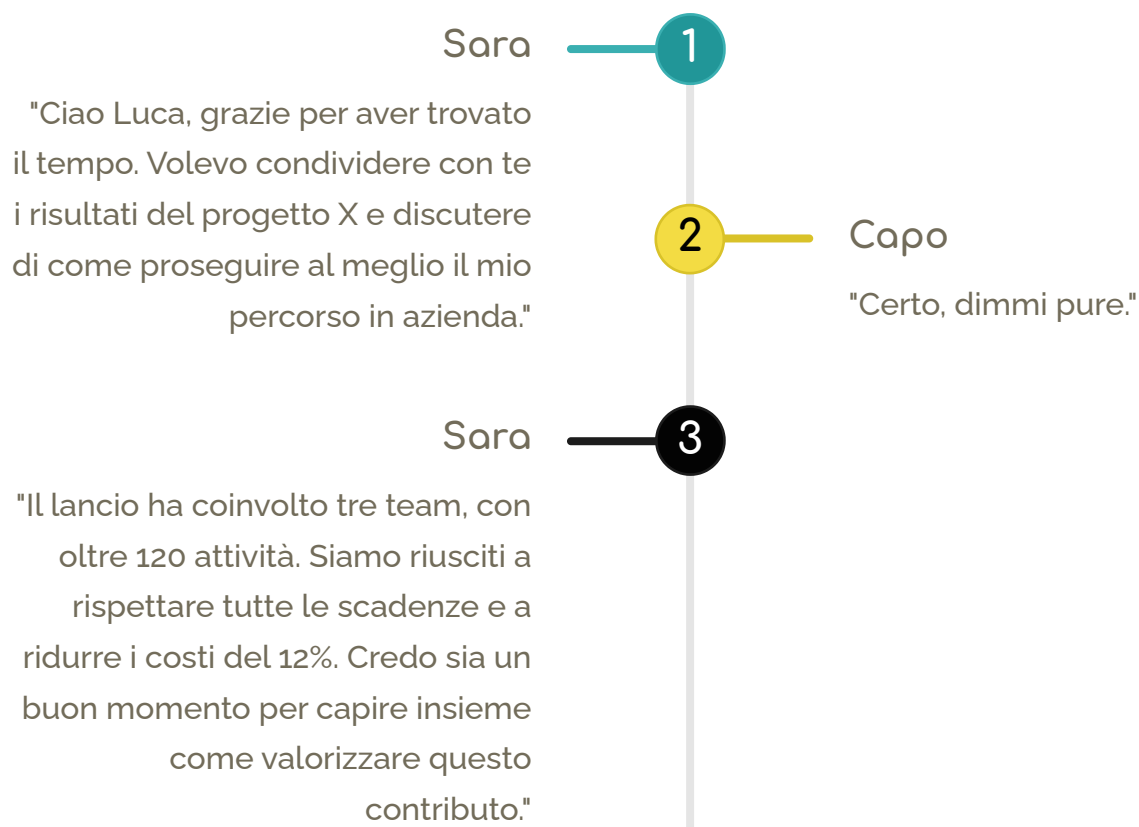 Sara
1
"Ciao Luca, grazie per aver trovato
il tempo. Volevo condividere con te
i risultati del progetto X e discutere
di come proseguire al meglio il mio
percorso in azienda."
2
Capo
"Certo, dimmi pure."
Sara
3
"Il lancio ha coinvolto tre team, con
oltre 120 attività. Siamo riusciti a
rispettare tutte le scadenze e a
ridurre i costi del 12%. Credo sia un
buon momento per capire insieme
come valorizzare questo
contributo."